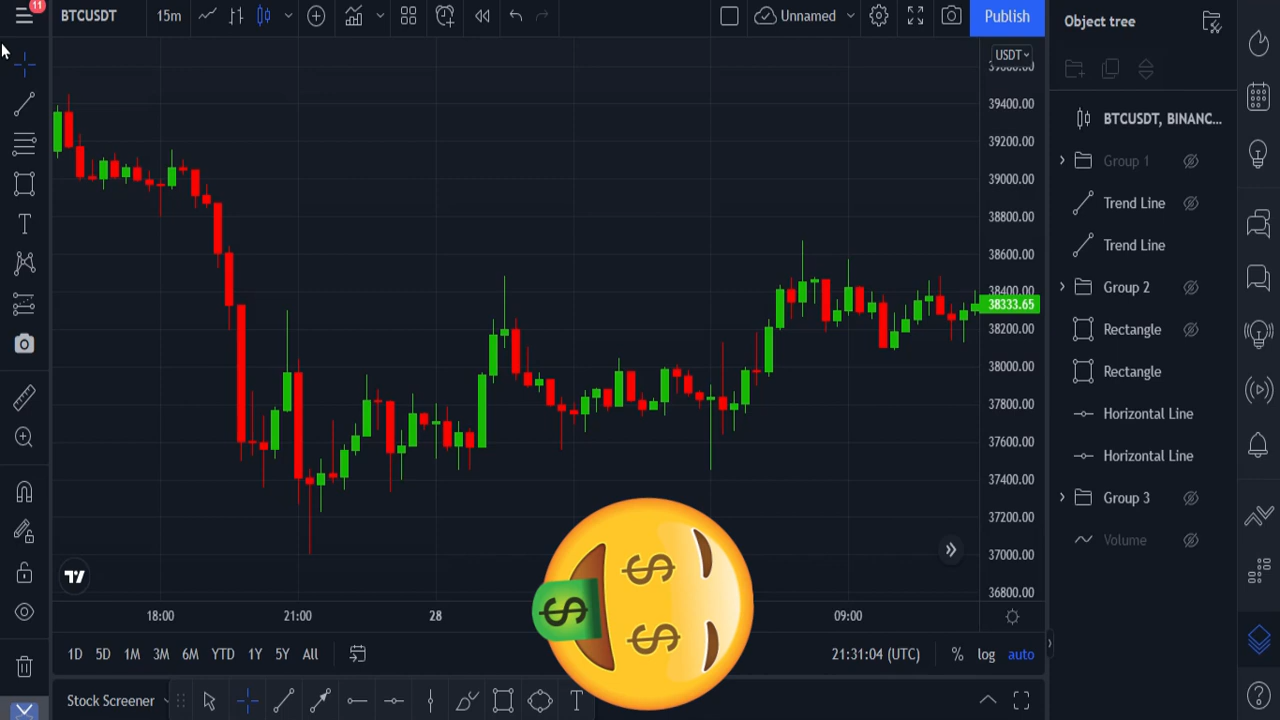 11
BTCUSDT
15m
Unnamed
Publish
Object tree
USDT
39600.00
39400.00
39200.00
39000.00
38800.00
38600.00
38400.00
38333.65
38200.00
38000.00
37800.00
37600.00
37400.00
37200.00
37000.00
36800.00
BTCUSDT, BINANC...
Group 1
Trend Line
Trend Line
Group 2
Rectangle
Rectangle
Horizontal Line
Horizontal Line
Group 3
Volume
18:00
21:00
28
09:00
1D
5D
1M
3M
6M
YTD
1Y
5Y
All
21:31:04 (UTC)
%
log
auto
Stock Screener
T
$
$
$